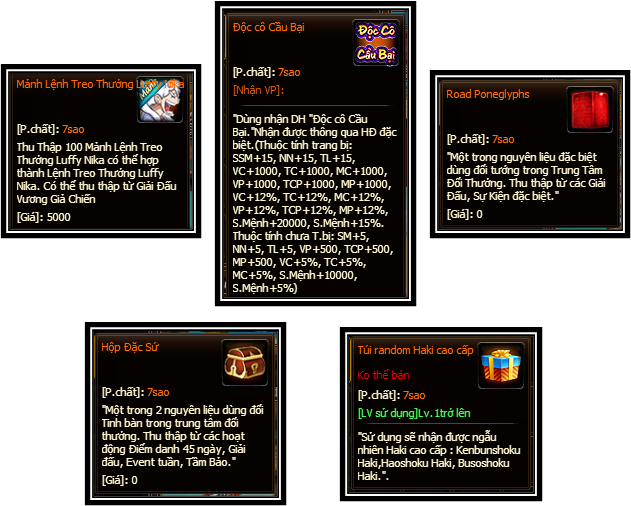 Mảnh Lệnh Treo Thưởng Luffy Nika
[P.chất]: 7sao
Thu Thập 100 Mảnh Lệnh Treo
Thưởng Luffy Nika có thể hợp
thành Lệnh Treo Thưởng Luffy
Nika. Có thể thu thập từ Giải Đấu
Vương Giả Chiến
[Giá]: 5000
Độc cô Cầu Bại
Độc Cô
Cầu Bại
[P.chất]: 7sao
[Nhận VP]:
"Dùng nhận DH "Độc cô Cầu
Bại."Nhận được thông qua HĐ đặc
biệt.(Thuộc tính trang bị:
SSM+15, NN+15, TL+15,
VC+1000, TC+1000, MC+1000,
VP+1000, TCP+1000, MP+1000,
VC+12%, TC+12%, MC+12%,
VP+12%, TCP+12%, MP+12%,
S.Mệnh+20000, S.Mệnh+15%.
Thuộc tính chưa T.bị: SM+5,
NN+5, TL+5, VP+500, TCP+500,
MP+500, VC+5%, TC+5%,
MC+5%, S.Mệnh+10000,
S.Mệnh+5%)
Road Poneglyphs
[P.chất]: 7sao
"Một trong nguyên liệu đặc biệt
dùng đổi tướng trong Trung Tâm
Đổi Thưởng. Thu thập từ các Giải
Đấu, Sự Kiện đặc biệt."
[Giá]: 0
Hộp Đặc Sứ
[P.chất]: 7sao
"Một trong 2 nguyên liệu dùng đổi
Tinh bàn trong trung tâm đổi
thưởng. Thu thập từ các hoạt
động Điểm danh 45 ngày, Giải
đấu, Event tuần, Tầm Bảo."
[Giá]: 0
Túi random Haki cao cấp
Ko thể bán
[P.chất]: 7sao
[LV sử dụng]Lv.1trở lên
"Sử dụng sẽ nhận được ngẫu
nhiên Haki cao cấp : Kenbunshoku
Haki,Haoshoku Haki, Busoshoku
Haki.".